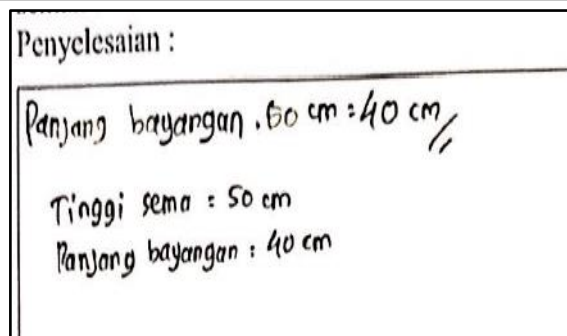 Penyelesaian :
Panjang bayangan . 50 cm = 40 cm //
Tinggi sema = 50 cm
Panjang bayangan : 40 cm